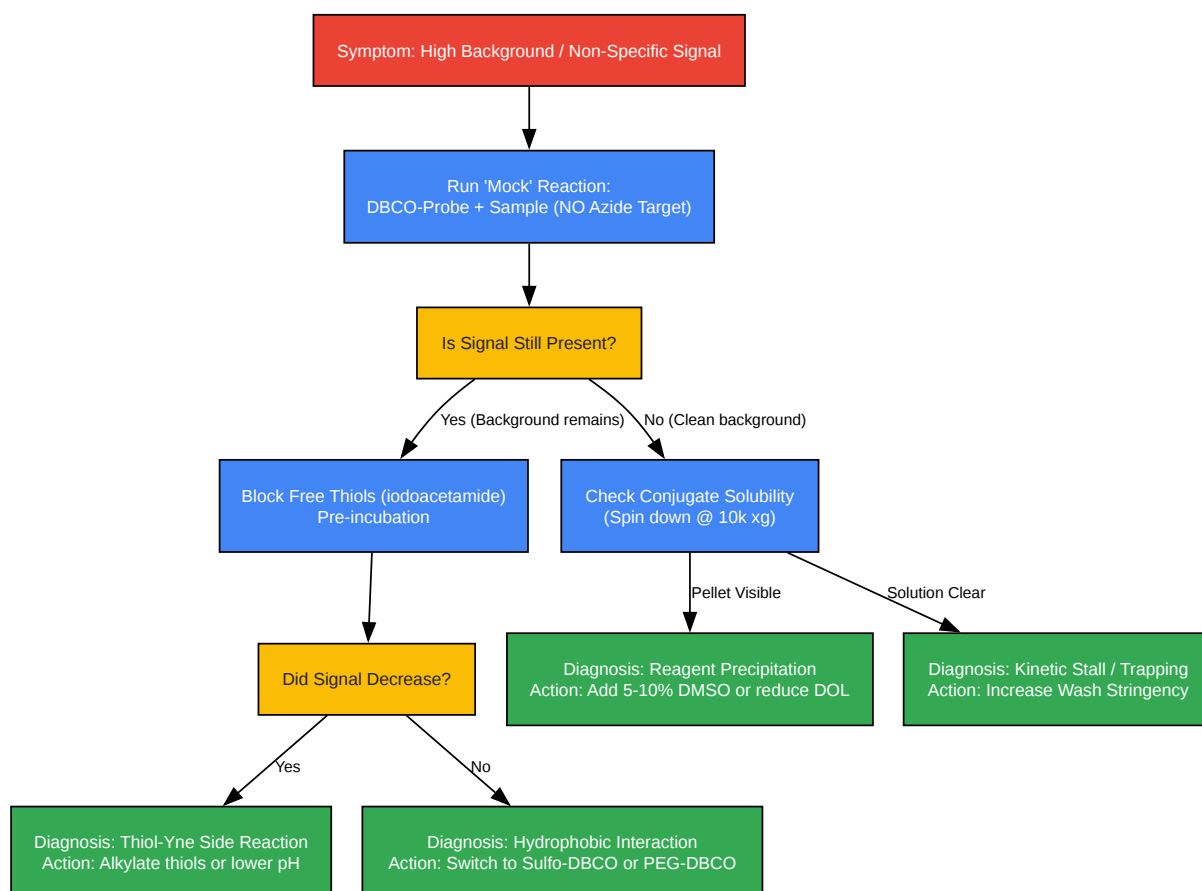 Symptom: High Background / Non-Specific Signal
Run 'Mock' Reaction:
DBCO-Probe + Sample (NO Azide Target)
Is Signal Still Present?
Yes (Background remains)
No (Clean background)
Block Free Thiols (iodoacetamide)
Pre-incubation
Check Conjugate Solubility
(Spin down @ 10k xg)
Pellet Visible
Solution Clear
Did Signal Decrease?
Diagnosis: Reagent Precipitation
Action: Add 5-10% DMSO or reduce DOL
Diagnosis: Kinetic Stall / Trapping
Action: Increase Wash Stringency
Yes
No
Diagnosis: Thiol-Yne Side Reaction
Action: Alkylate thiols or lower pH
Diagnosis: Hydrophobic Interaction
Action: Switch to Sulfo-DBCO or PEG-DBCO